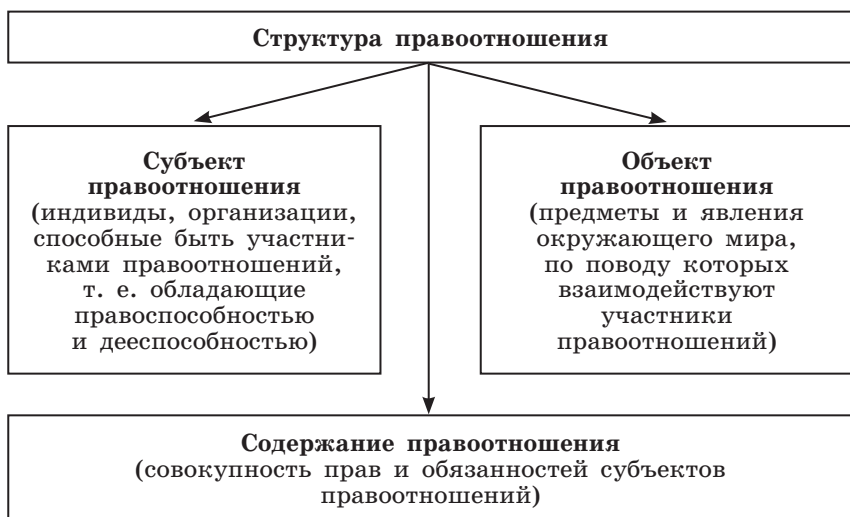 Структура правоотношения
Субъект
правоотношения
(индивиды, организации,
способные быть участни-
ками правоотношений,
т. е. обладающие
правоспособностью
и дееспособностью)
Объект
правоотношения
(предметы и явления
окружающего мира,
по поводу которых
взаимодействуют
участники
правоотношений)
Содержание правоотношения
(совокупность прав и обязанностей субъектов
правоотношений)